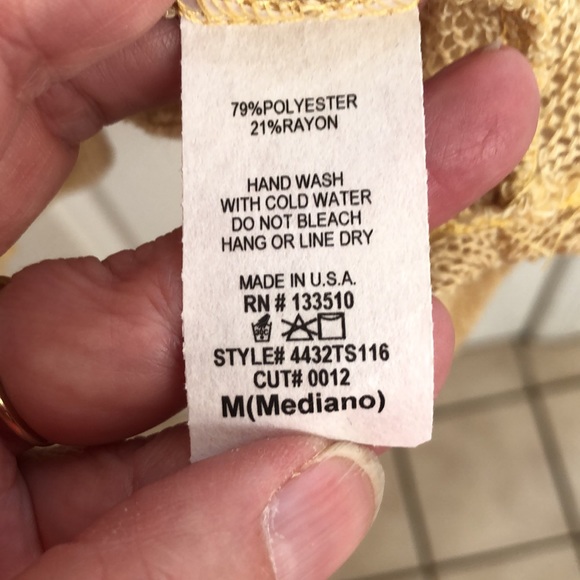 79%POLYESTER
21%RAYON
HAND WASH
WITH COLD WATER
DO NOT BLEACH
HANG OR LINE DRY
MADE IN U.S.A.
RN # 133510
STYLE# 4432TS116
CUT# 0012
M(Mediano)